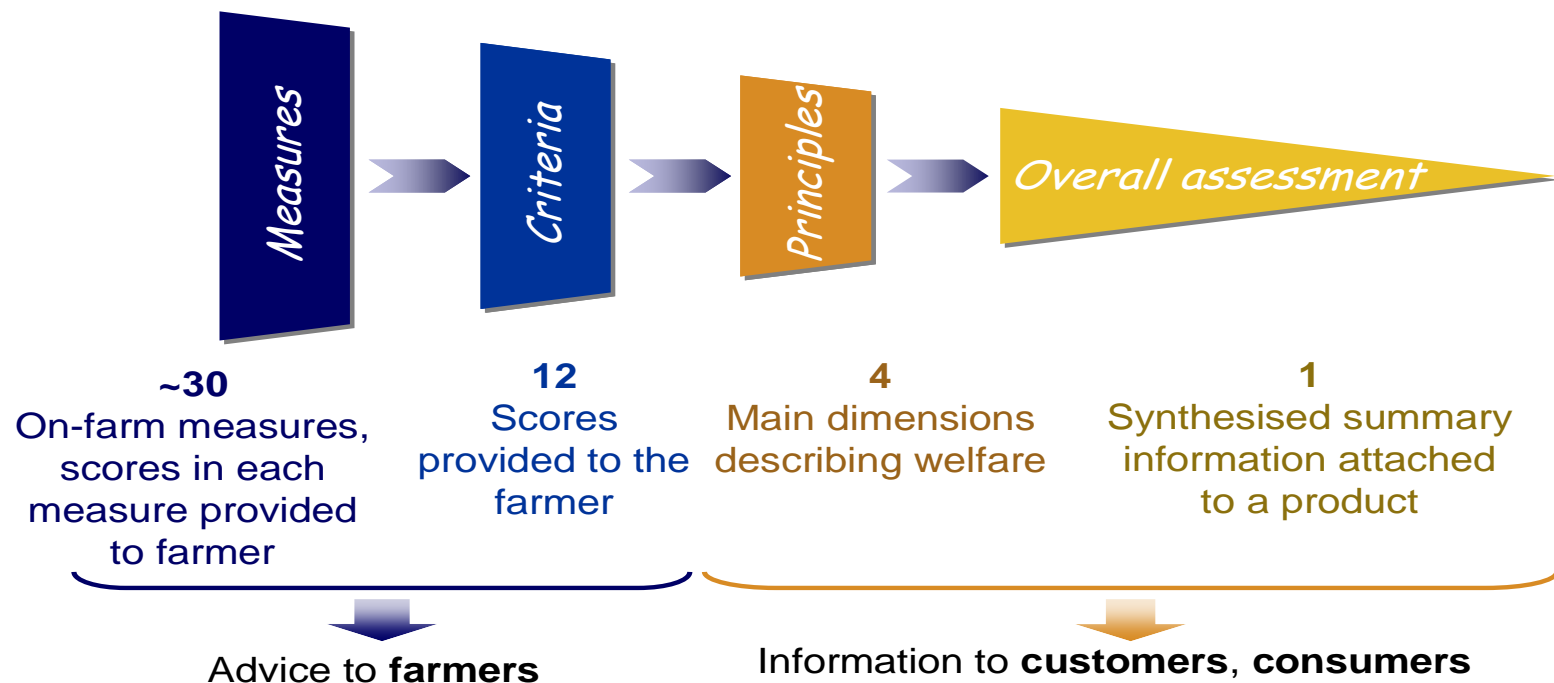 Measures
Criteria
Principles
Overall assessment
~30
On-farm measures,
scores in each
measure provided
to farmer
12
Scores
provided to the
farmer
4
Main dimensions
describing welfare
1
Synthesised summary
information attached
to a product
Advice to farmers
Information to customers, consumers